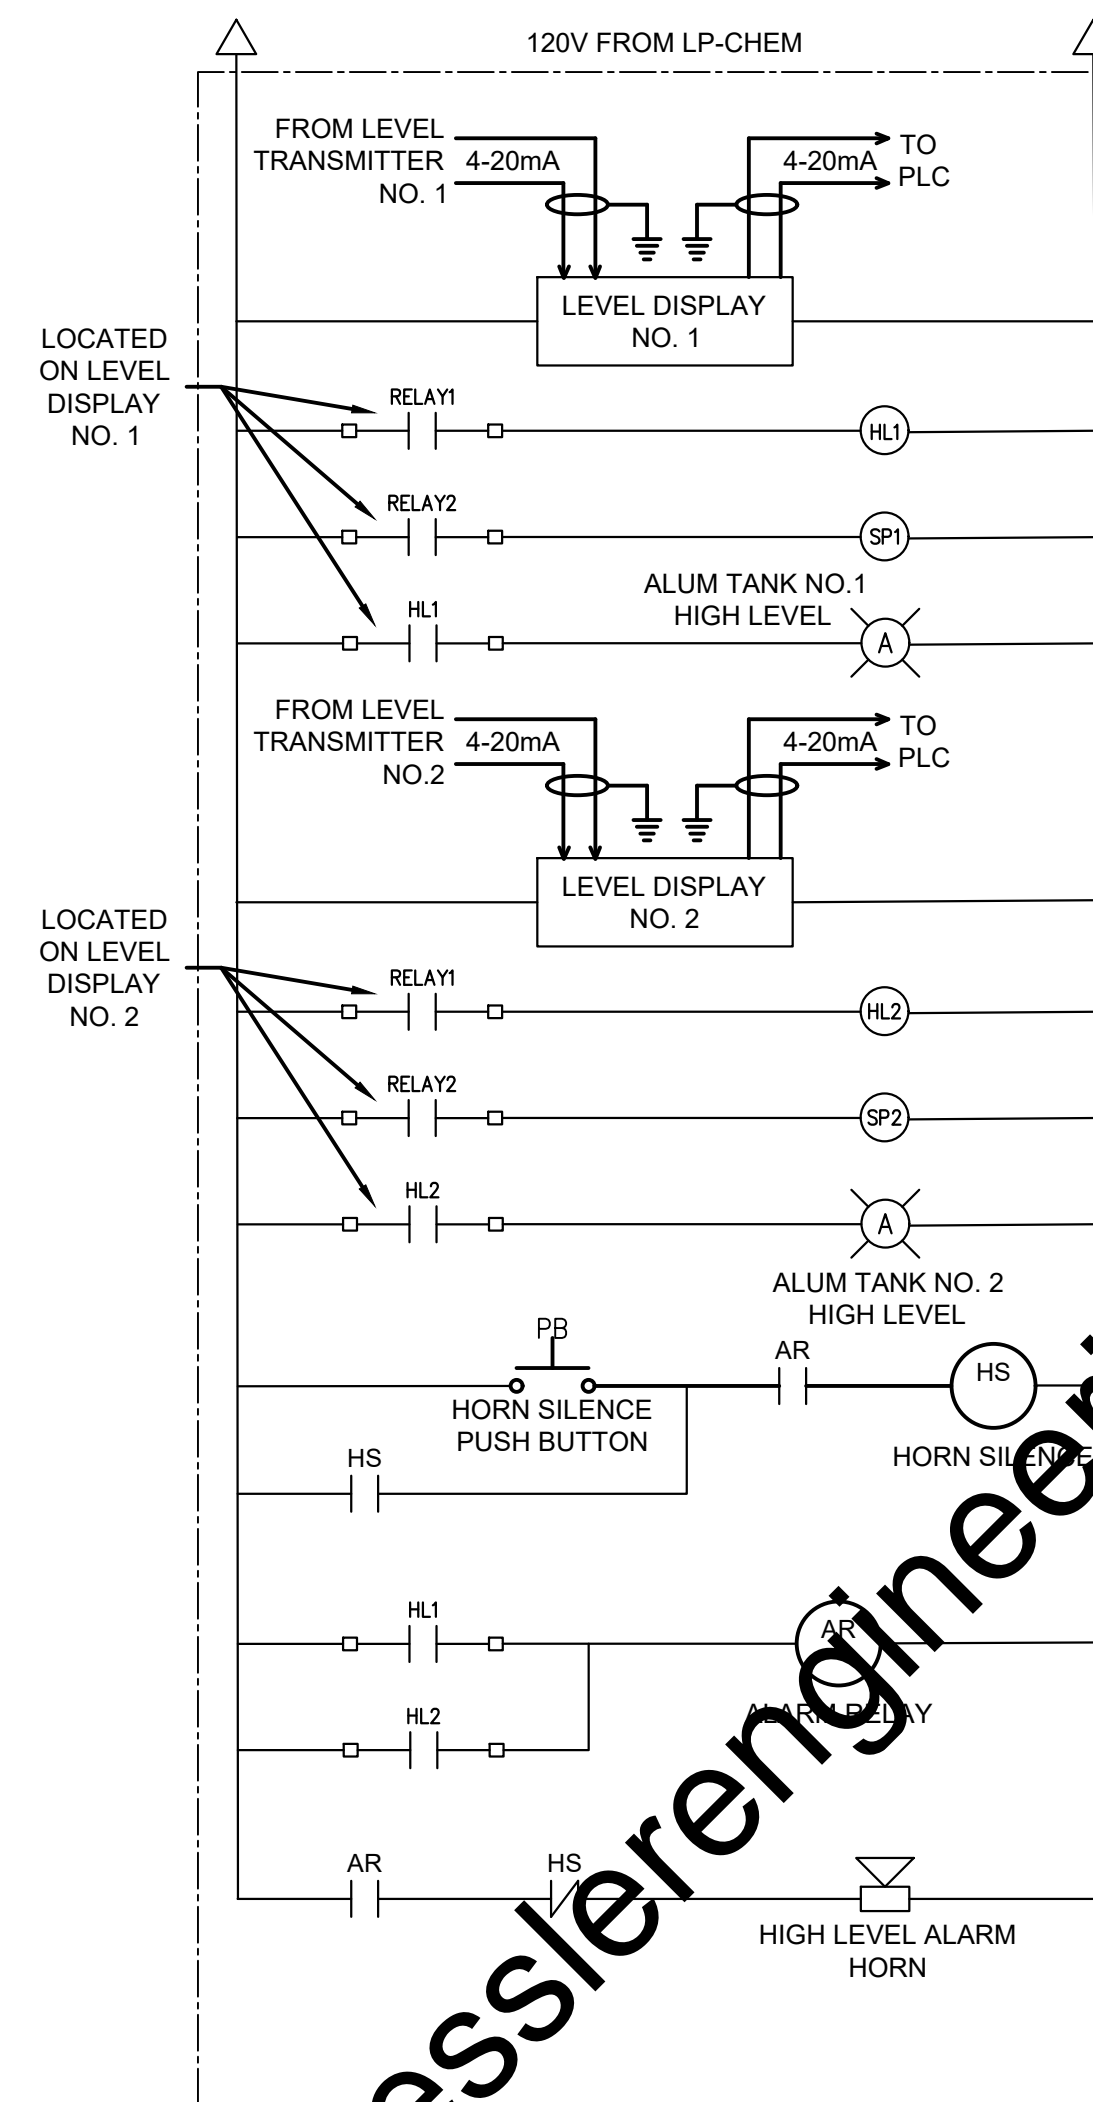 120V FROM LP-CHEM
FROM LEVEL
TRANSMITTER
NO. 1
4-20mA
4-20mA
TO
PLC
LEVEL DISPLAY
NO. 1
LOCATED
ON LEVEL
DISPLAY
NO. 1
RELAY1
HL1
RELAY2
SP1
ALUM TANK NO.1
HIGH LEVEL
HL1
A
FROM LEVEL
TRANSMITTER
NO.2
4-20mA
4-20mA
TO
PLC
LEVEL DISPLAY
NO. 2
LOCATED
ON LEVEL
DISPLAY
NO. 2
RELAY1
HL2
RELAY2
SP2
HL2
A
ALUM TANK NO. 2
HIGH LEVEL
PB
HORN SILENCE
PUSH BUTTON
AR
HS
HORN SILENCE
HS
HL1
AR
ALARM RELAY
HL2
AR
HS
HIGH LEVEL ALARM
HORN